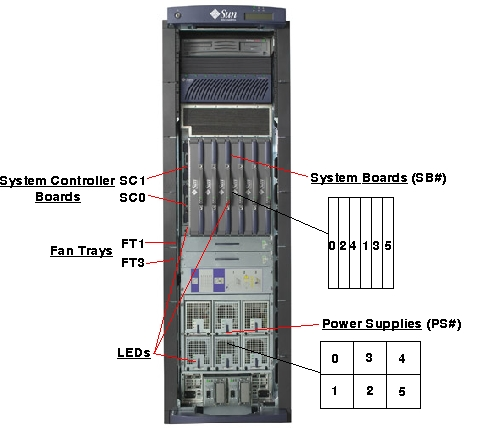 Sun
System Controller SC1
Boards SC0
System Boards (SB#)
0 2 4 1 3 5
FT1
Fan Trays
FT3
Power Supplies (PS#)
LEDs
0 3 4
1 2 5